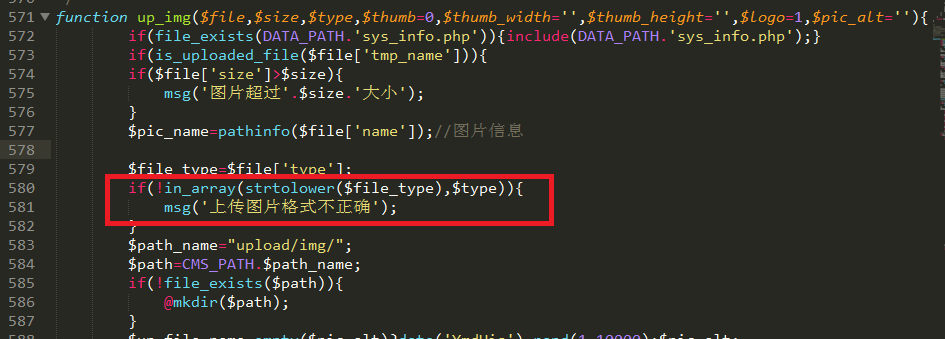 571 function up_img($file,$size,$type,$thumb=0,$thumb_width='',$thumb_height='',$logo=1,$pic_alt=''){
572 if(file_exists(DATA_PATH.'sys_info.php')){include(DATA_PATH.'sys_info.php');}
573 if(is_uploaded_file($file['tmp_name'])){
574 if($file['size']>$size){
575 msg('图片超过'.$size.'大小');
576 }
577 $pic_name=pathinfo($file['name']);//图片信息
578
579 $file_type=$file['type'];
580 if(!in_array(strtolower($file_type),$type)){
581 msg('上传图片格式不正确');
582 }
583 $path_name="upload/img/";
584 $path=CMS_PATH.$path_name;
585 if(!file_exists($path)){
586 @mkdir($path);
587 }